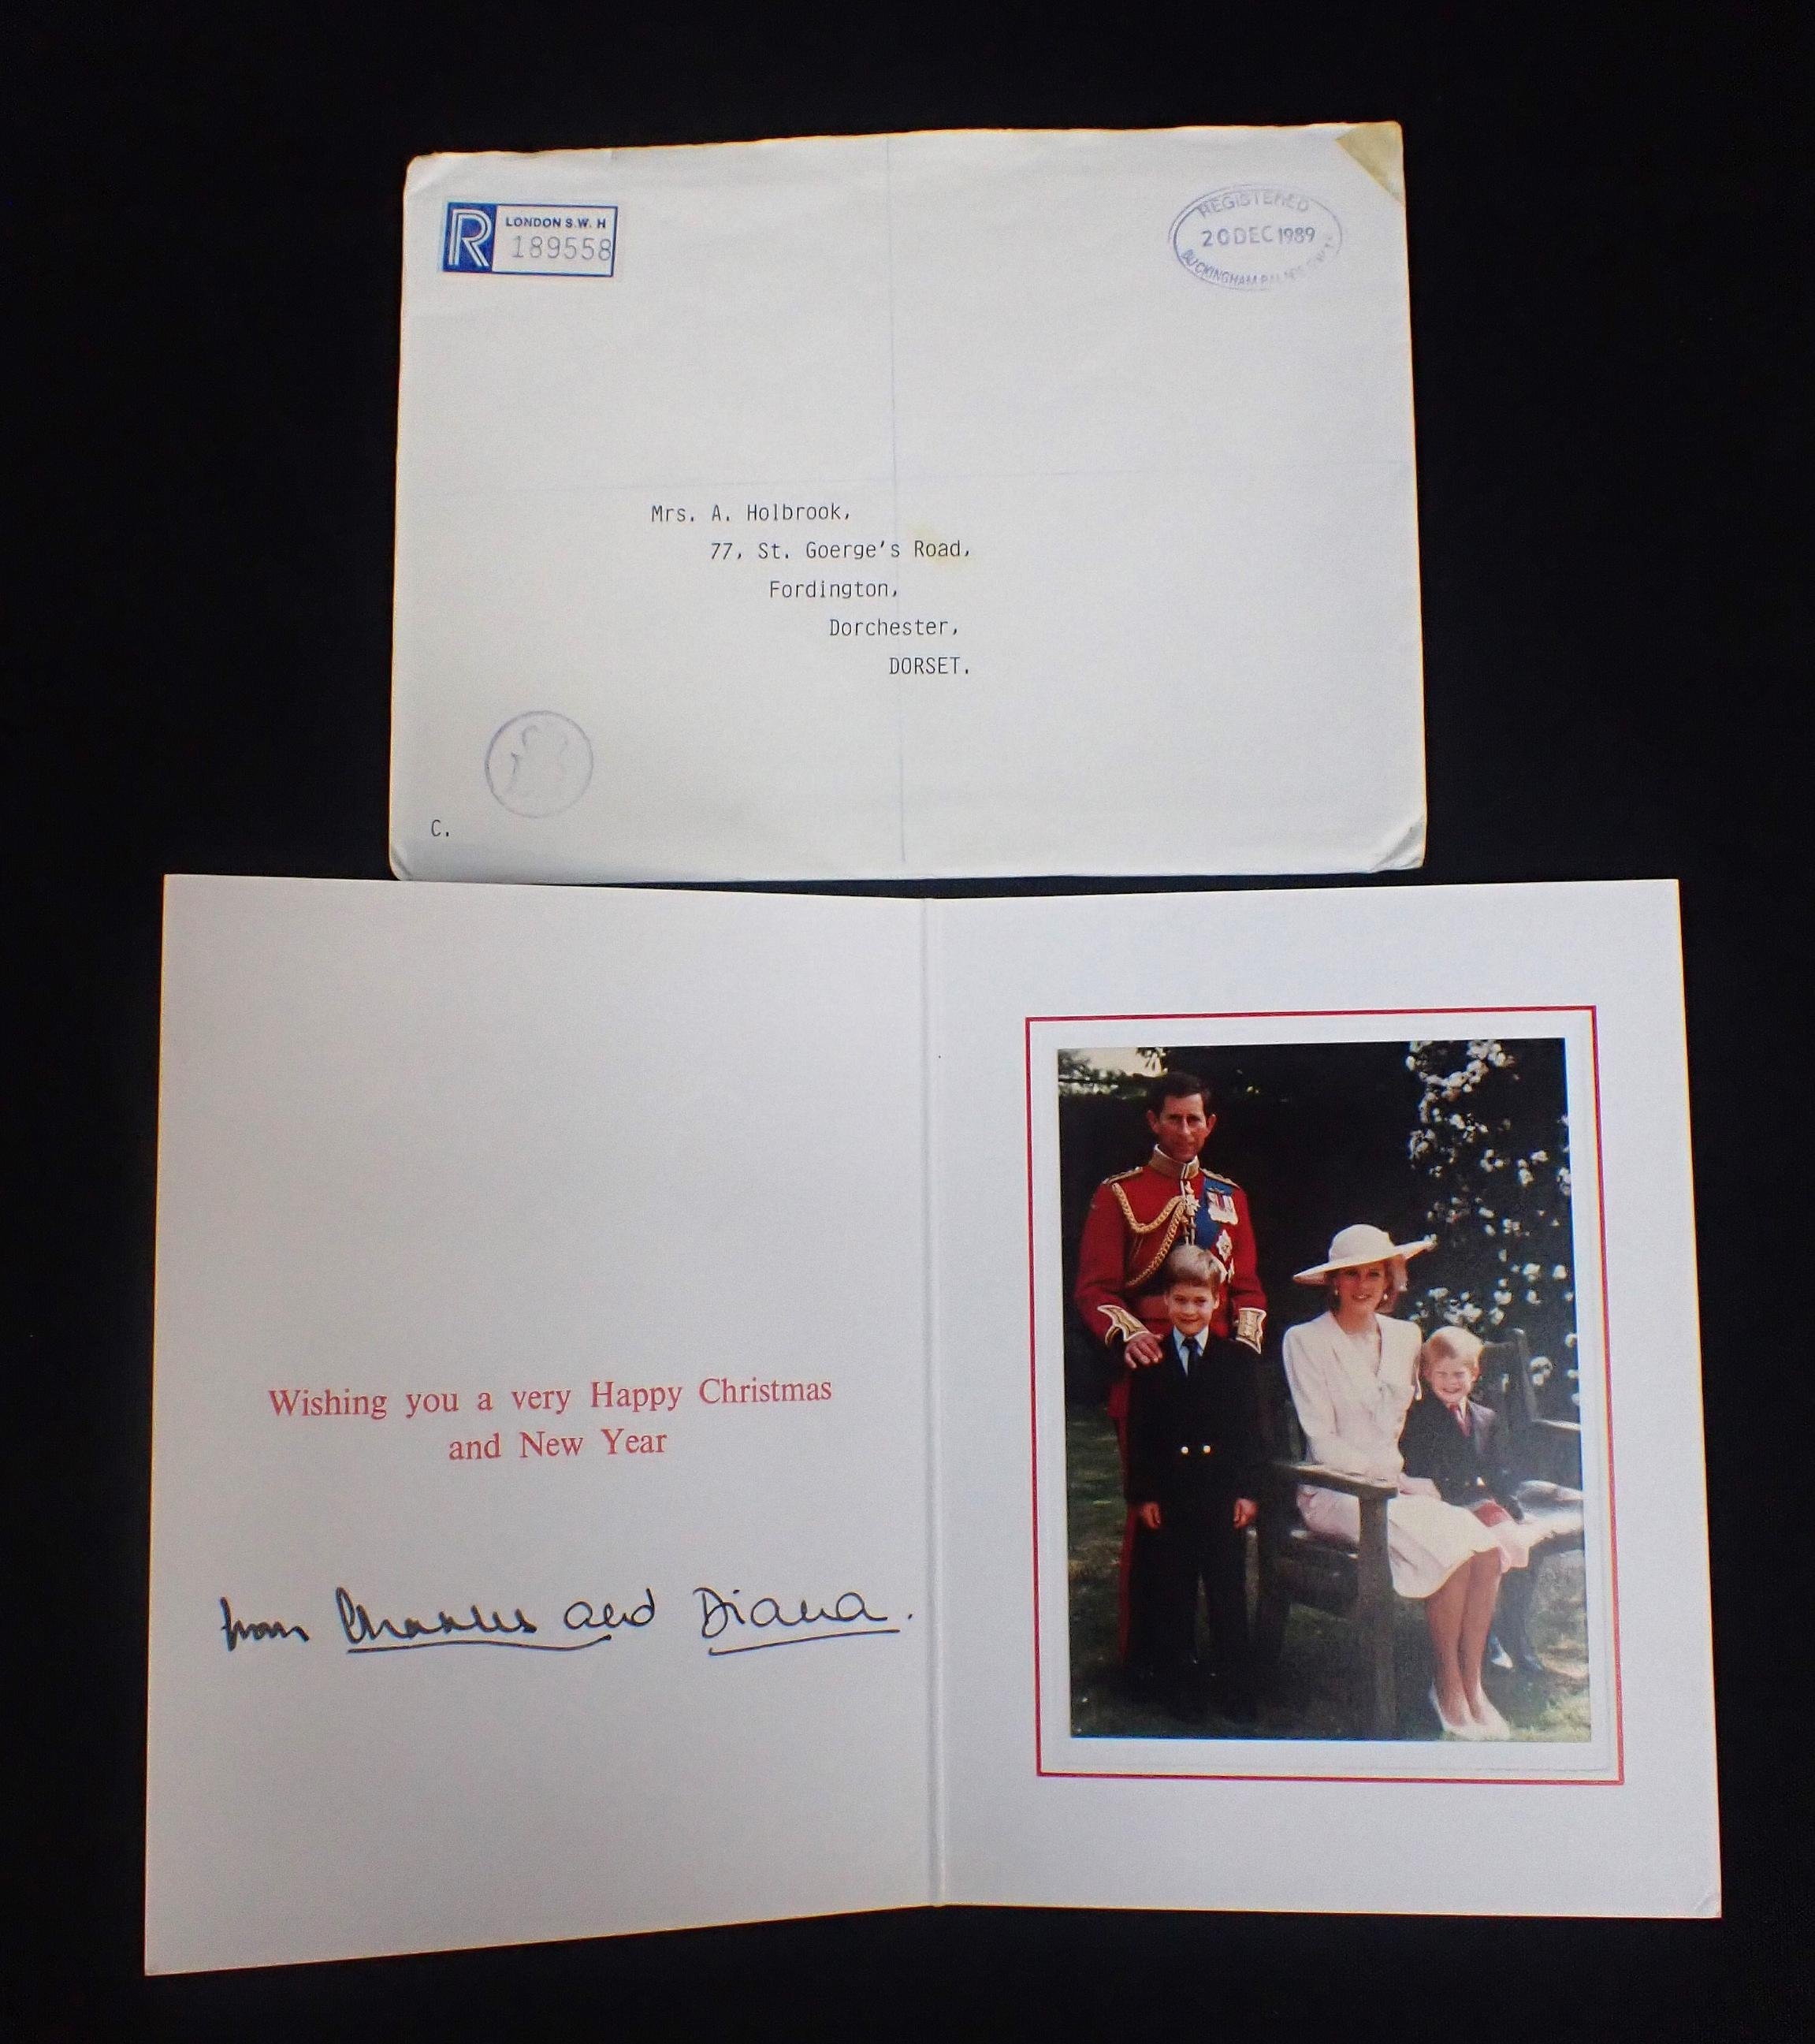 R
LONDON S.W. H
189558
REGISTERED
20 DEC 1989
BUCKINGHAM PALACE S.W.1.
Mrs. A. Holbrook,
77, St. Goerge's Road,
Fordington,
Dorchester,
DORSET.
C.
Wishing you a very Happy Christmas
and New Year
from Charles and Diana.